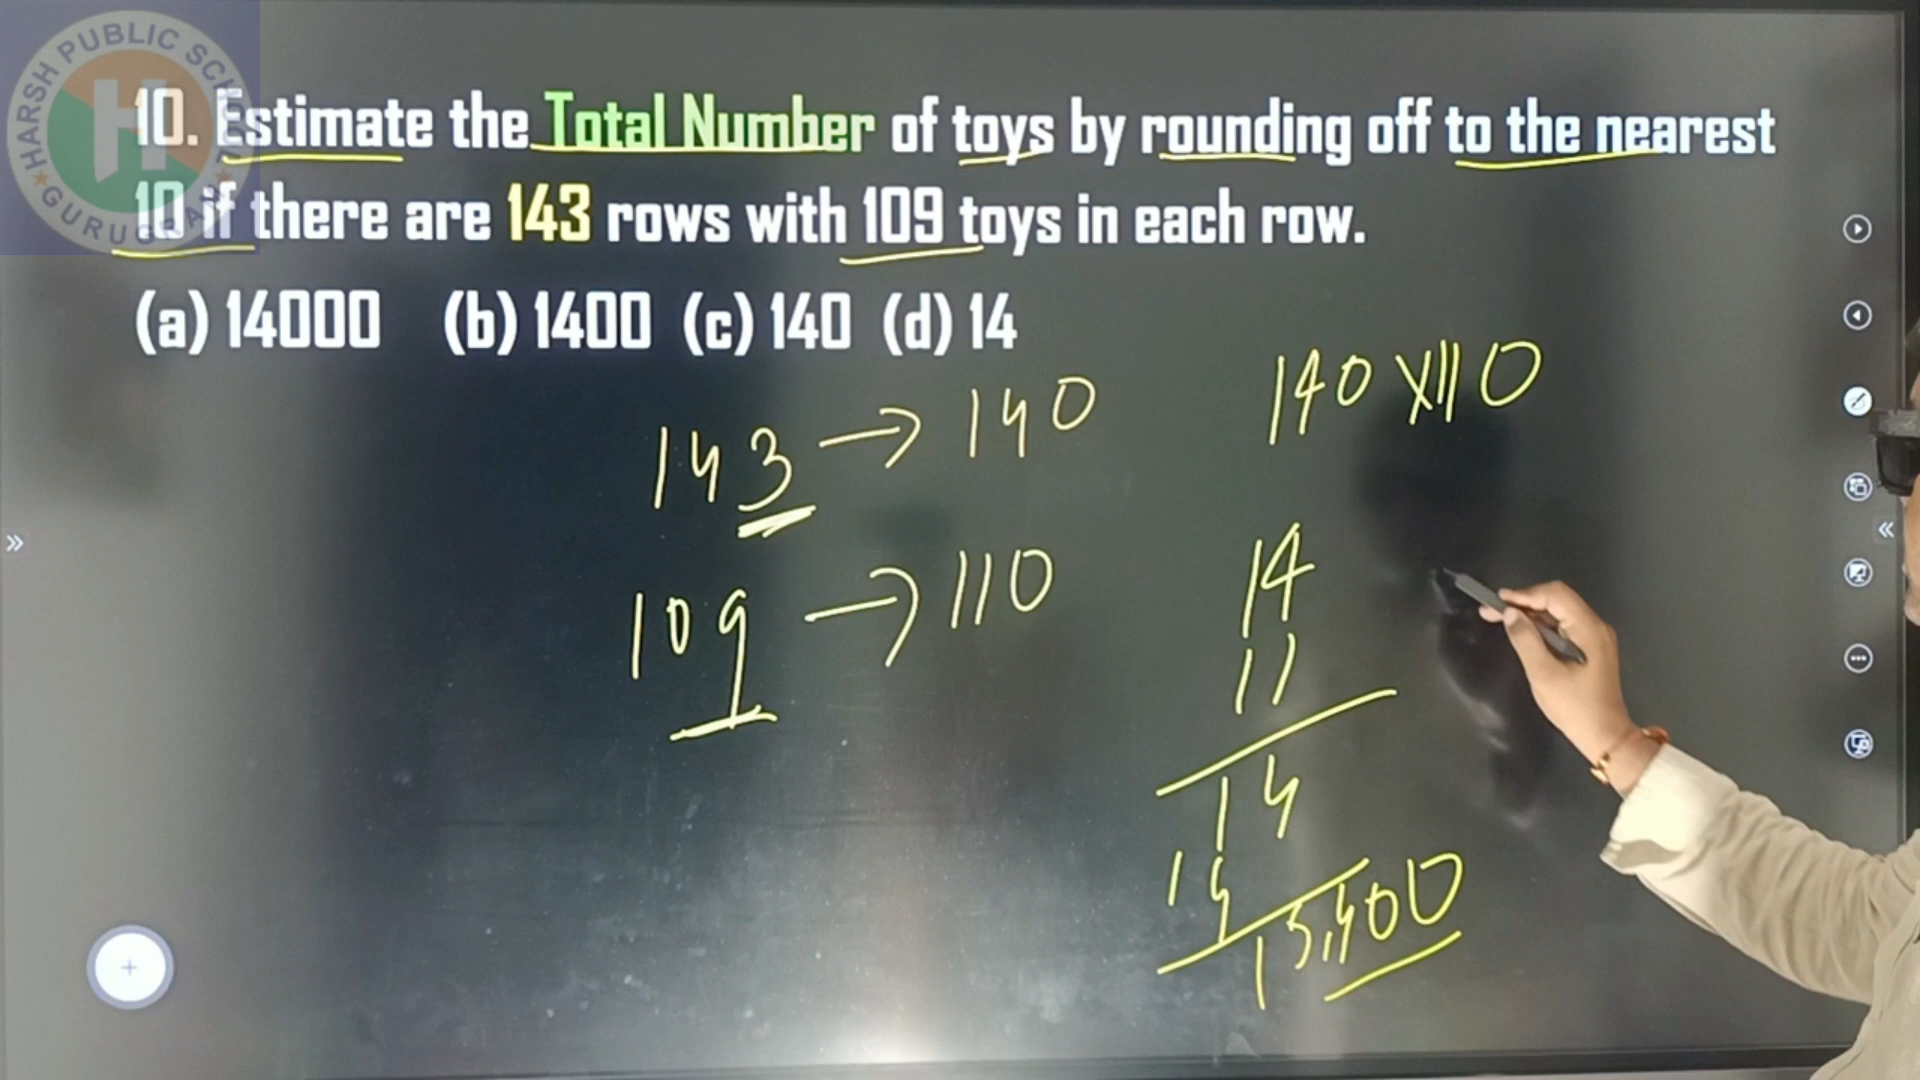 HARSH PUBLIC SCHOOL
GURUGRAM
10. Estimate the Total Number of toys by rounding off to the nearest
10 if there are 143 rows with 109 toys in each row.
(a) 14000 (b) 1400 (c) 140 (d) 14
143 → 140
109 → 110
140 x 110
14
11
14
14
15,400